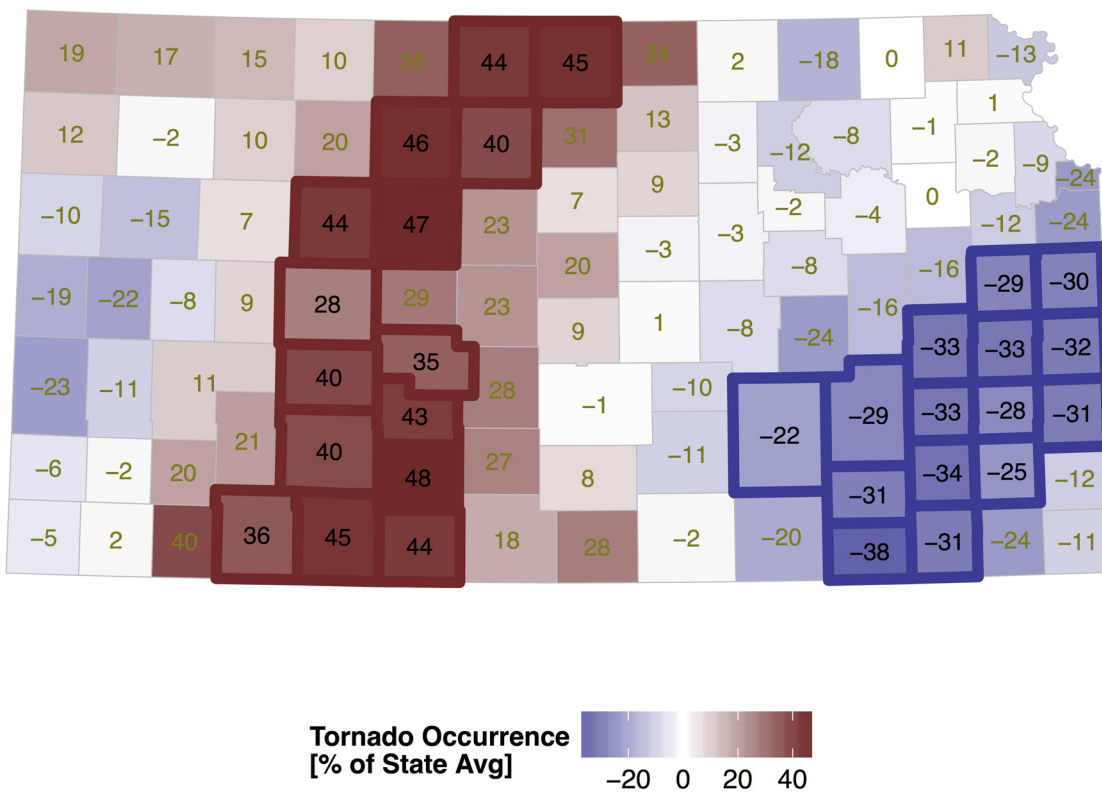 19 17 15 10 38 44 45 34 2 −18 0 11 −13
12 −2 10 20 46 40 31 13 −3 −12 −8 −1 1
9 −2 −9 −24
−10 −15 7 44 47 23 7 −3 −3 −2 −4 0 −12 −24
−19 −22 −8 9 28 29 23 20 −8 −16 −29 −30
9 1 −8 −24 −16 −33 −33 −32
−23 −11 11 40 35 28 −1 −10 −22 −29 −33 −28 −31
21 43
−6 −2 20 40 48 27 8 −11 −31 −34 −25 −12
−5 2 40 36 45 44 18 28 −2 −20 −38 −31 −24 −11
Tornado Occurrence
[% of State Avg]
−20 0 20 40